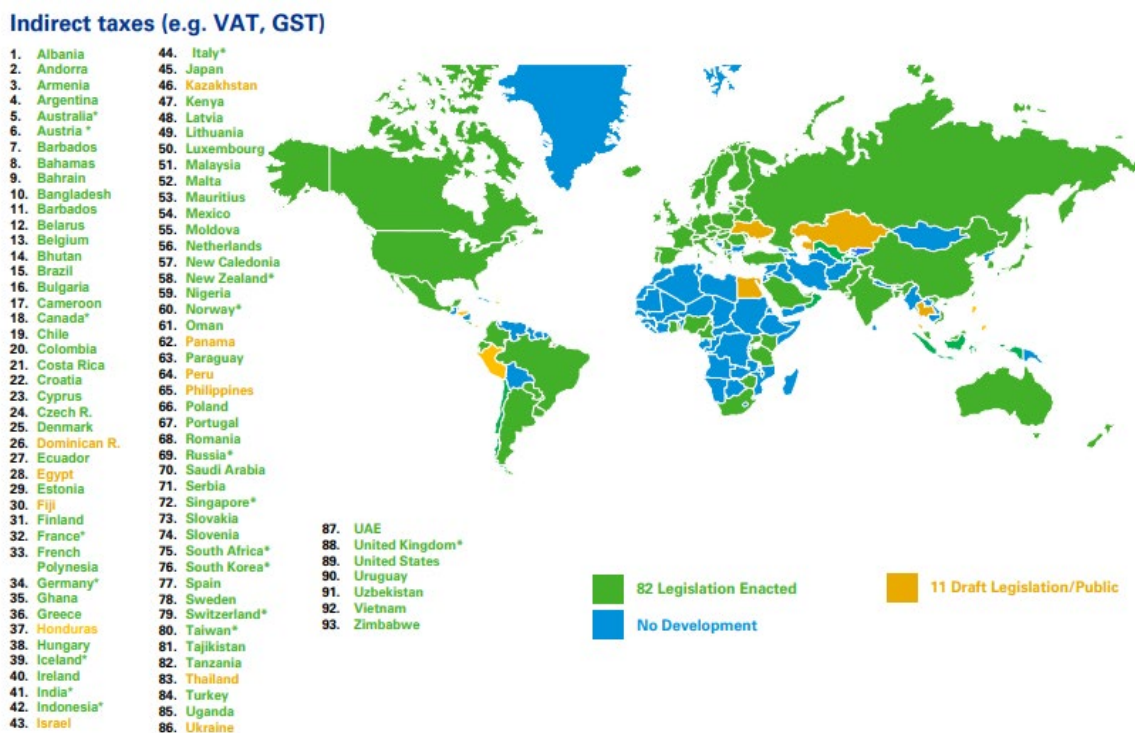 Indirect taxes (e.g. VAT, GST)
1. Albania
2. Andorra
3. Armenia
4. Argentina
5. Australia*
6. Austria *
7. Barbados
8. Bahamas
9. Bahrain
10. Bangladesh
11. Barbados
12. Belarus
13. Belgium
14. Bhutan
15. Brazil
16. Bulgaria
17. Cameroon
18. Canada*
19. Chile
20. Colombia
21. Costa Rica
22. Croatia
23. Cyprus
24. Czech R.
25. Denmark
26. Dominican R.
27. Ecuador
28. Egypt
29. Estonia
30. Fiji
31. Finland
32. France*
33. French
Polynesia
34. Germany*
35. Ghana
36. Greece
37. Honduras
38. Hungary
39. Iceland*
40. Ireland
41. India*
42. Indonesia*
43. Israel
44. Italy*
45. Japan
46. Kazakhstan
47. Kenya
48. Latvia
49. Lithuania
50. Luxembourg
51. Malaysia
52. Malta
53. Mauritius
54. Mexico
55. Moldova
56. Netherlands
57. New Caledonia
58. New Zealand*
59. Nigeria
60. Norway*
61. Oman
62. Panama
63. Paraguay
64. Peru
65. Philippines
66. Poland
67. Portugal
68. Romania
69. Russia*
70. Saudi Arabia
71. Serbia
72. Singapore*
73. Slovakia
74. Slovenia
75. South Africa*
76. South Korea*
77. Spain
78. Sweden
79. Switzerland*
80. Taiwan*
81. Tajikistan
82. Tanzania
83. Thailand
84. Turkey
85. Uganda
86. Ukraine
87. UAE
88. United Kingdom*
89. United States
90. Uruguay
91. Uzbekistan
92. Vietnam
93. Zimbabwe
82 Legislation Enacted
11 Draft Legislation/Public
No Development